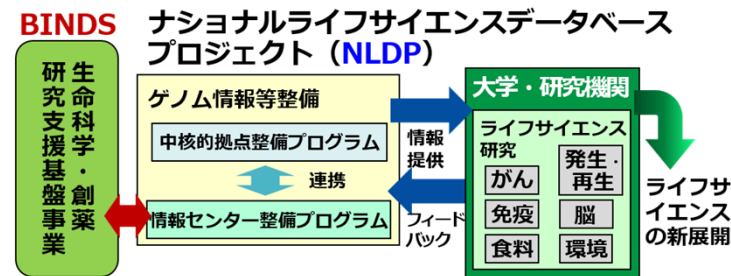 BINDS
生命科学・創薬
研究支援基盤事業
ナショナルライフサイエンスデータベース
プロジェクト（NLDP）
ゲノム情報等整備
中核的拠点整備プログラム
連携
情報センター整備プログラム
情報
提供
フィード
バック
大学・研究機関
ライフサイエンス
研究
がん
発生・
再生
免疫
脳
食料
環境
ライフサ
イエンス
の新展開